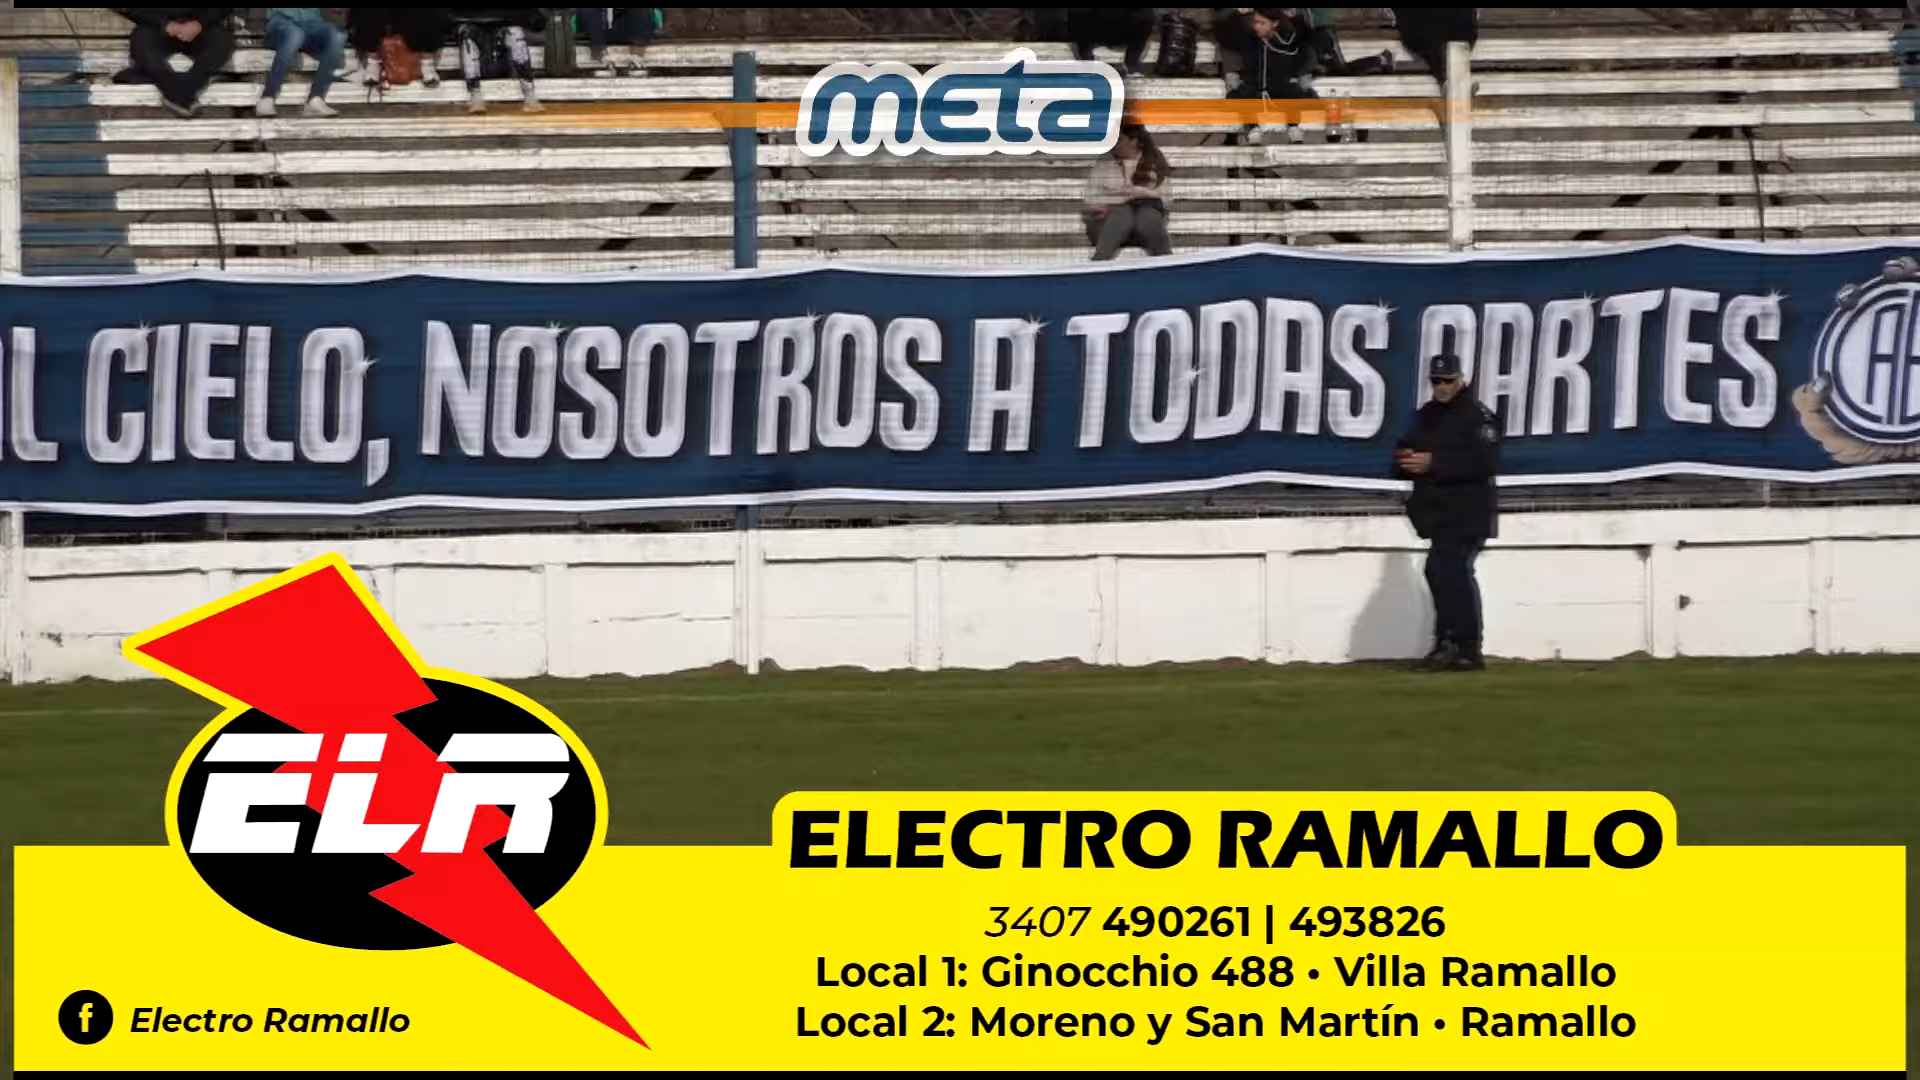 meta
AL CIELO, NOSOTROS A TODAS PARTES
ELR
ELECTRO RAMALLO
3407 490261 | 493826
Local 1: Ginocchio 488 • Villa Ramallo
Local 2: Moreno y San Martín • Ramallo
f Electro Ramallo